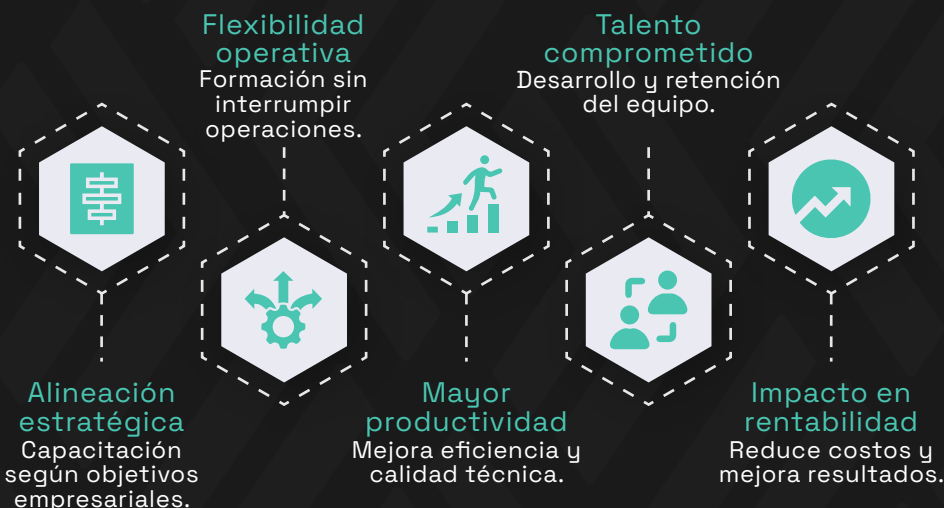 Flexibilidad
operativa
Formación sin
interrumpir
operaciones.
Talento
comprometido
Desarrollo y retención
del equipo.
Alineación
estratégica
Capacitación
según objetivos
empresariales.
Mayor
productividad
Mejora eficiencia y
calidad técnica.
Impacto en
rentabilidad
Reduce costos y
mejora resultados.